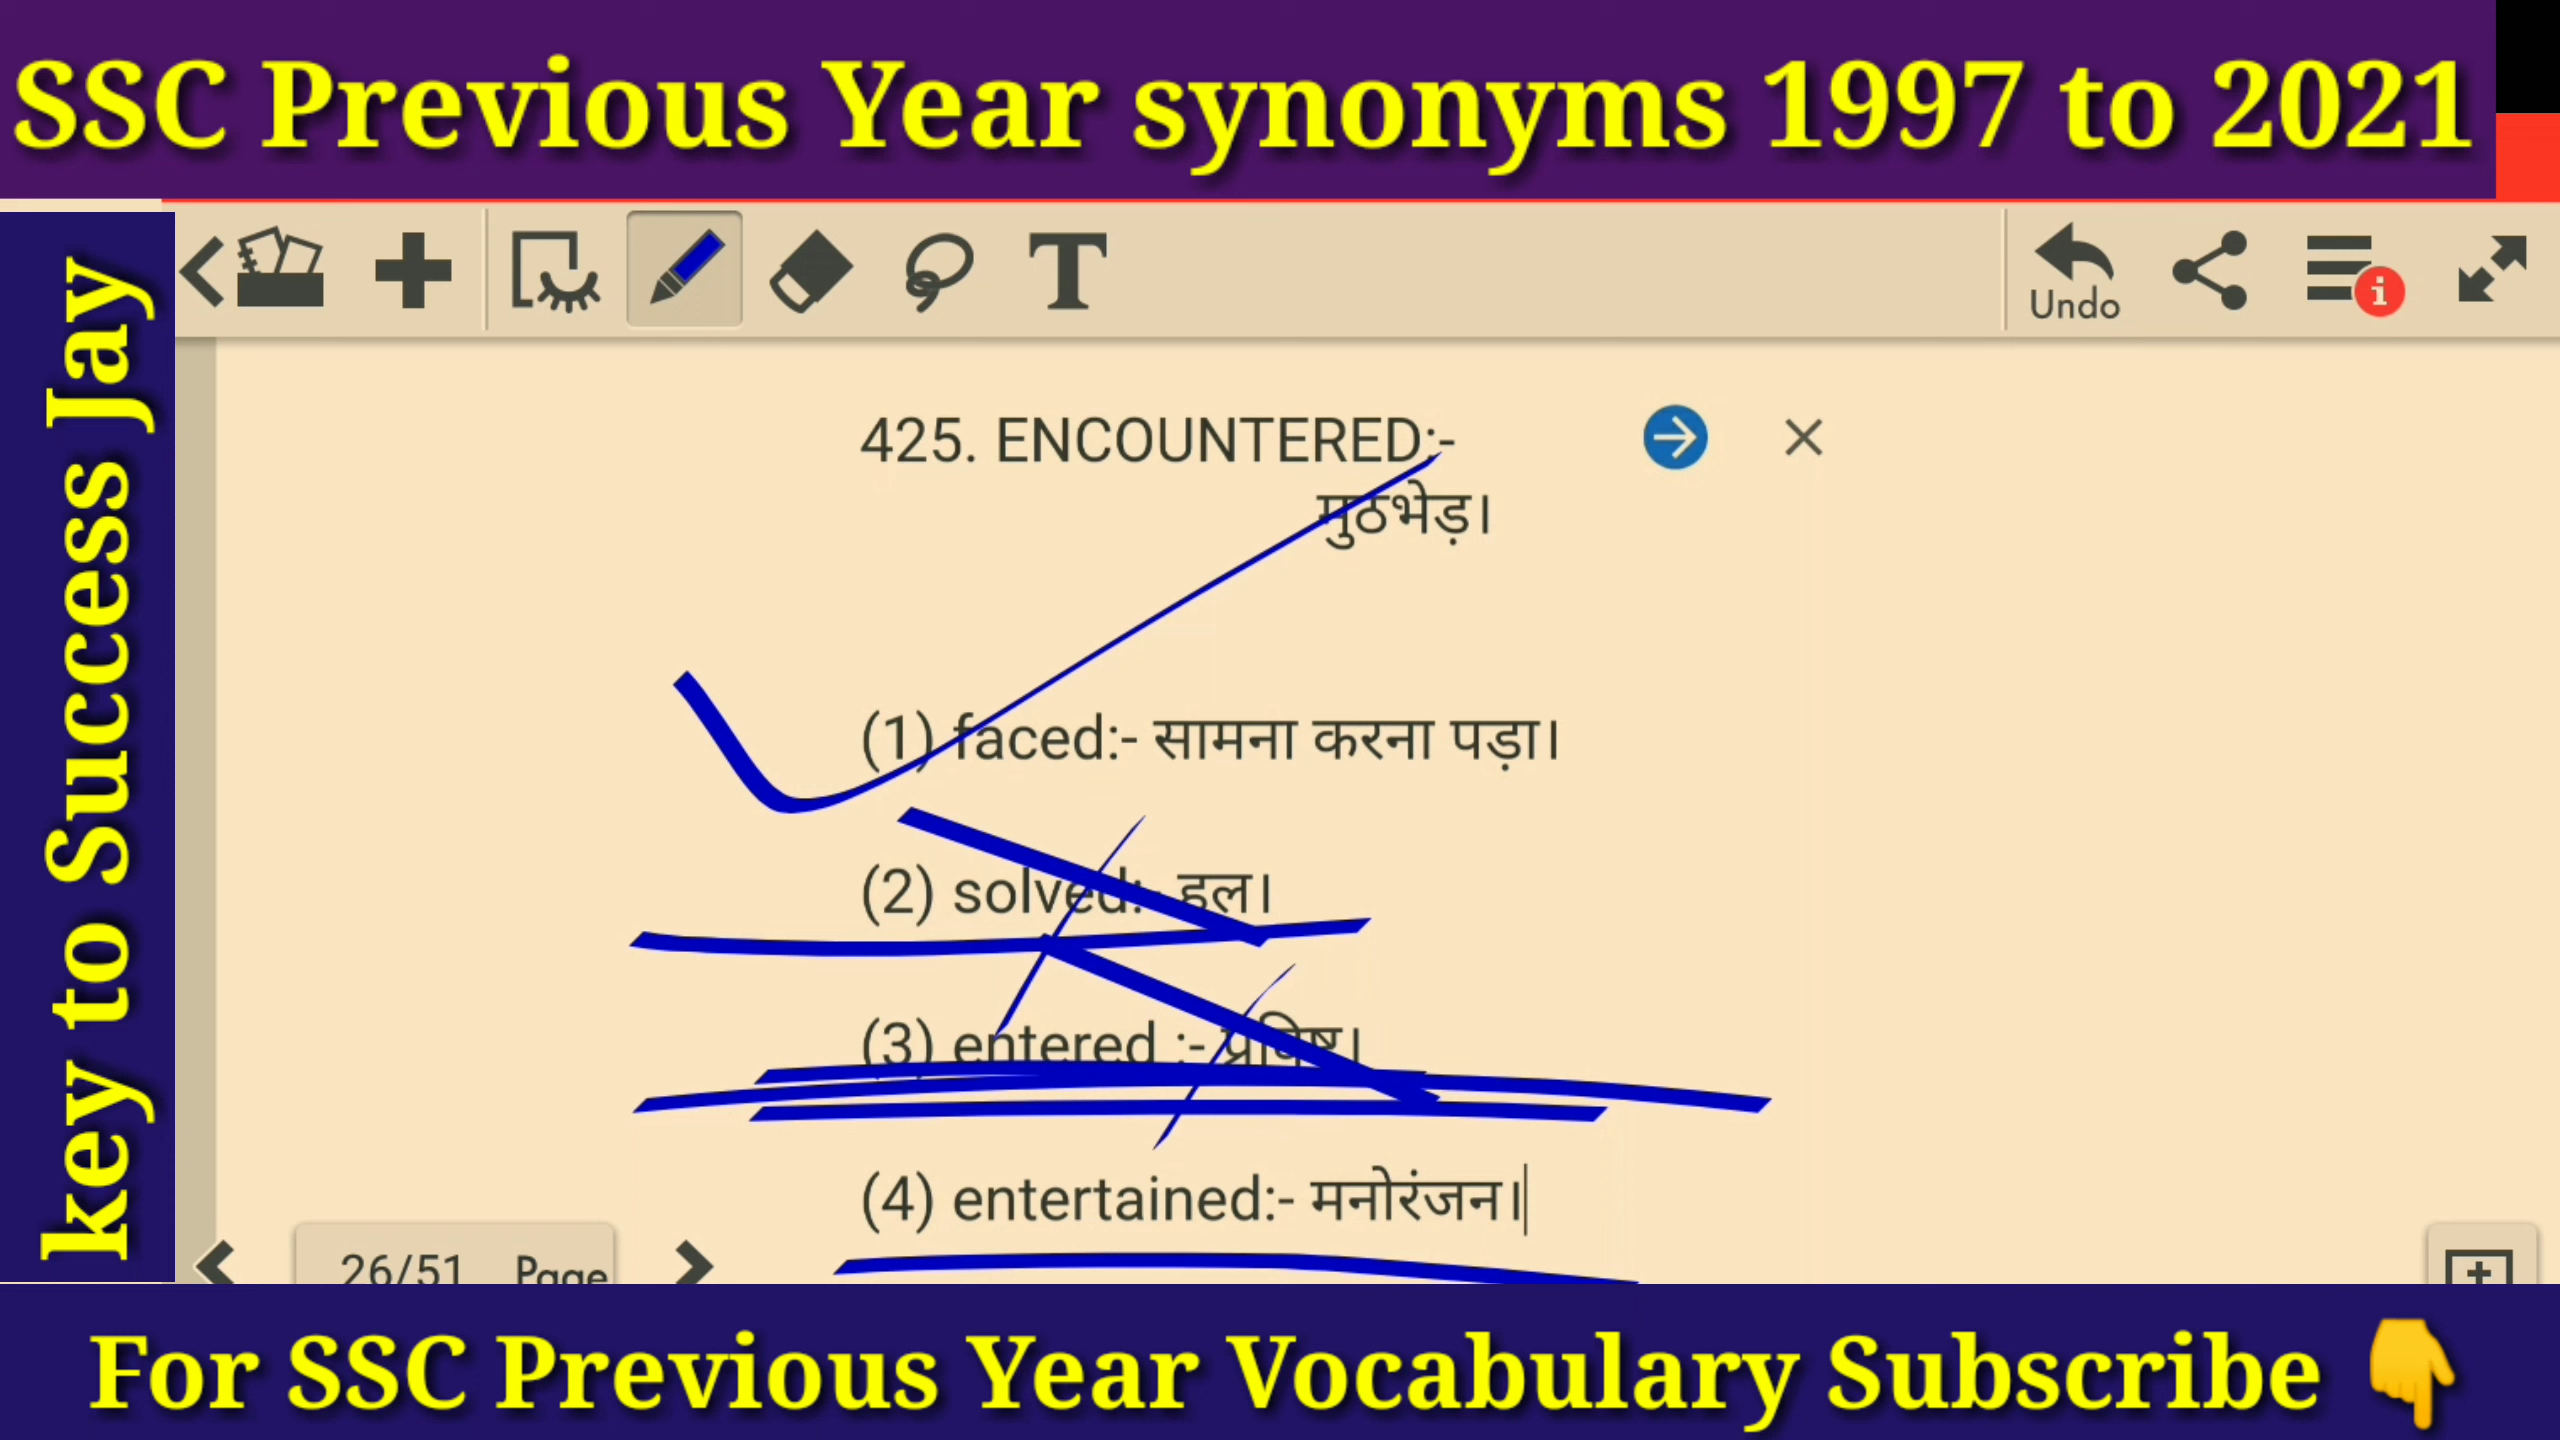 SSC Previous Year synonyms 1997 to 2021
key to Success Jay
Undo
425. ENCOUNTERED:-
मुठभेड़।
(1) faced:- सामना करना पड़ा।
(2) solved:- हल।
(3) entered :- प्रविष्ट।
(4) entertained:- मनोरंजन।
26/51 Page
For SSC Previous Year Vocabulary Subscribe